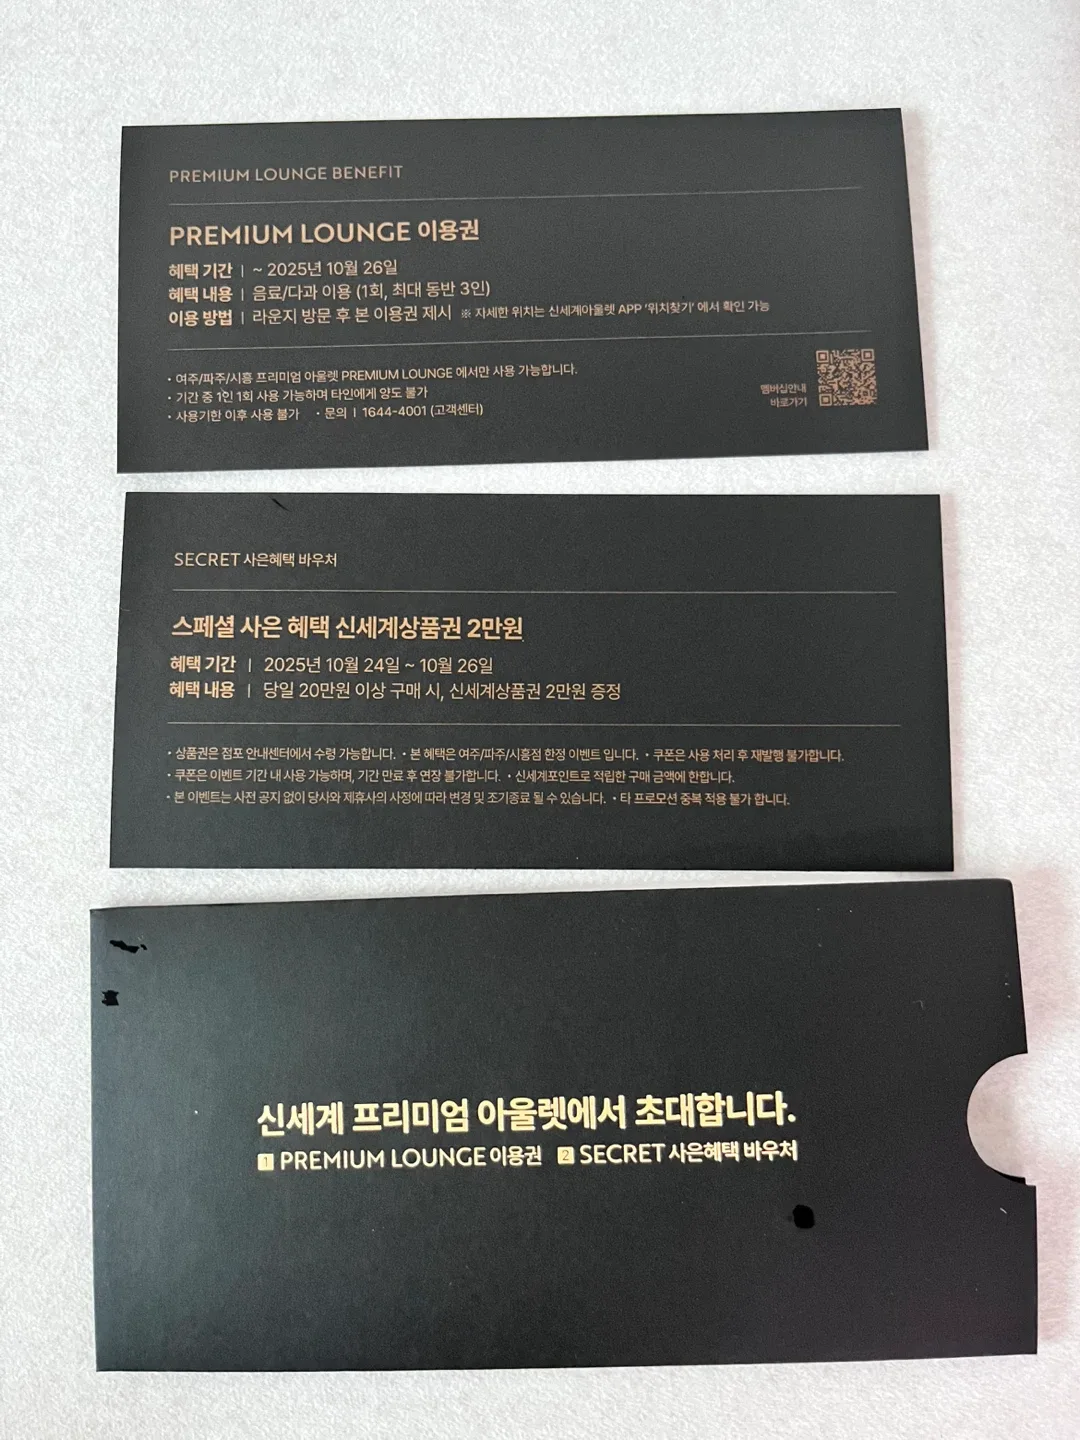 PREMIUM LOUNGE BENEFIT
PREMIUM LOUNGE 이용권
혜택 기간 | ~ 2025년 10월 26일
혜택 내용 | 음료/다과 이용 (1회, 최대 동반 3인)
이용 방법 | 라운지 방문 후 본 이용권 제시 ※ 자세한 위치는 신세계아울렛 APP '위치찾기' 에서 확인 가능
• 여주/파주/시흥 프리미엄 아울렛 PREMIUM LOUNGE 에서만 사용 가능합니다.
• 기간 중 1인 1회 사용 가능하며 타인에게 양도 불가
• 사용기한 이후 사용 불가 • 문의 | 1644-4001 (고객센터)
멤버십안내
바로가기
SECRET 사은혜택 바우처
스페셜 사은 혜택 신세계상품권 2만원
혜택 기간 | 2025년 10월 24일 ~ 10월 26일
혜택 내용 | 당일 20만원 이상 구매 시, 신세계상품권 2만원 증정
• 상품권은 점포 안내센터에서 수령 가능합니다. • 본 혜택은 여주/파주/시흥점 한정 이벤트 입니다. • 쿠폰은 사용 처리 후 재발행 불가합니다.
• 쿠폰은 이벤트 기간 내 사용 가능하며, 기간 만료 후 연장 불가합니다. • 신세계포인트로 적립한 구매 금액에 한합니다.
• 본 이벤트는 사전 공지 없이 당사와 제휴사의 사정에 따라 변경 및 조기종료 될 수 있습니다. • 타 프로모션 중복 적용 불가 합니다.
신세계 프리미엄 아울렛에서 초대합니다.
1 PREMIUM LOUNGE 이용권 2 SECRET 사은혜택 바우처